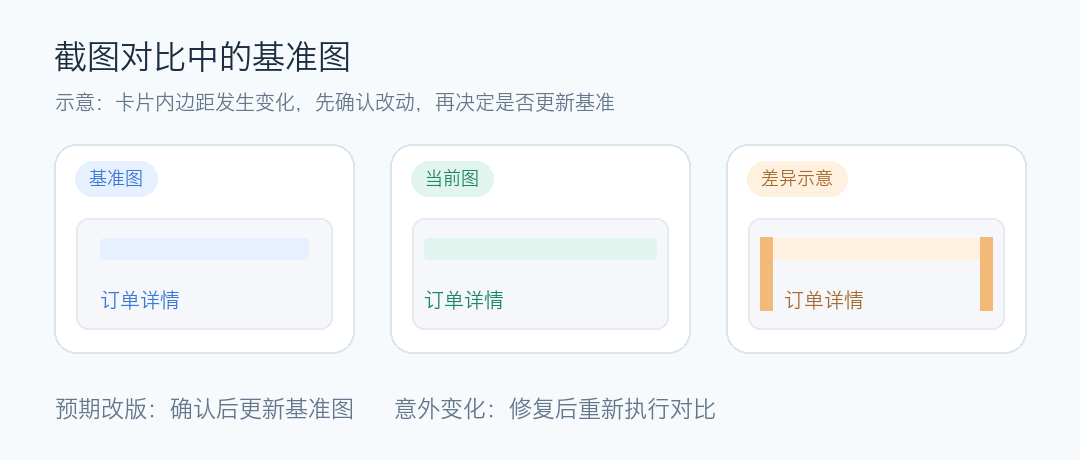 截图对比中的基准图
示意：卡片内边距发生变化，先确认改动，再决定是否更新基准
基准图
订单详情
当前图
订单详情
差异示意
订单详情
预期改版：确认后更新基准图
意外变化：修复后重新执行对比